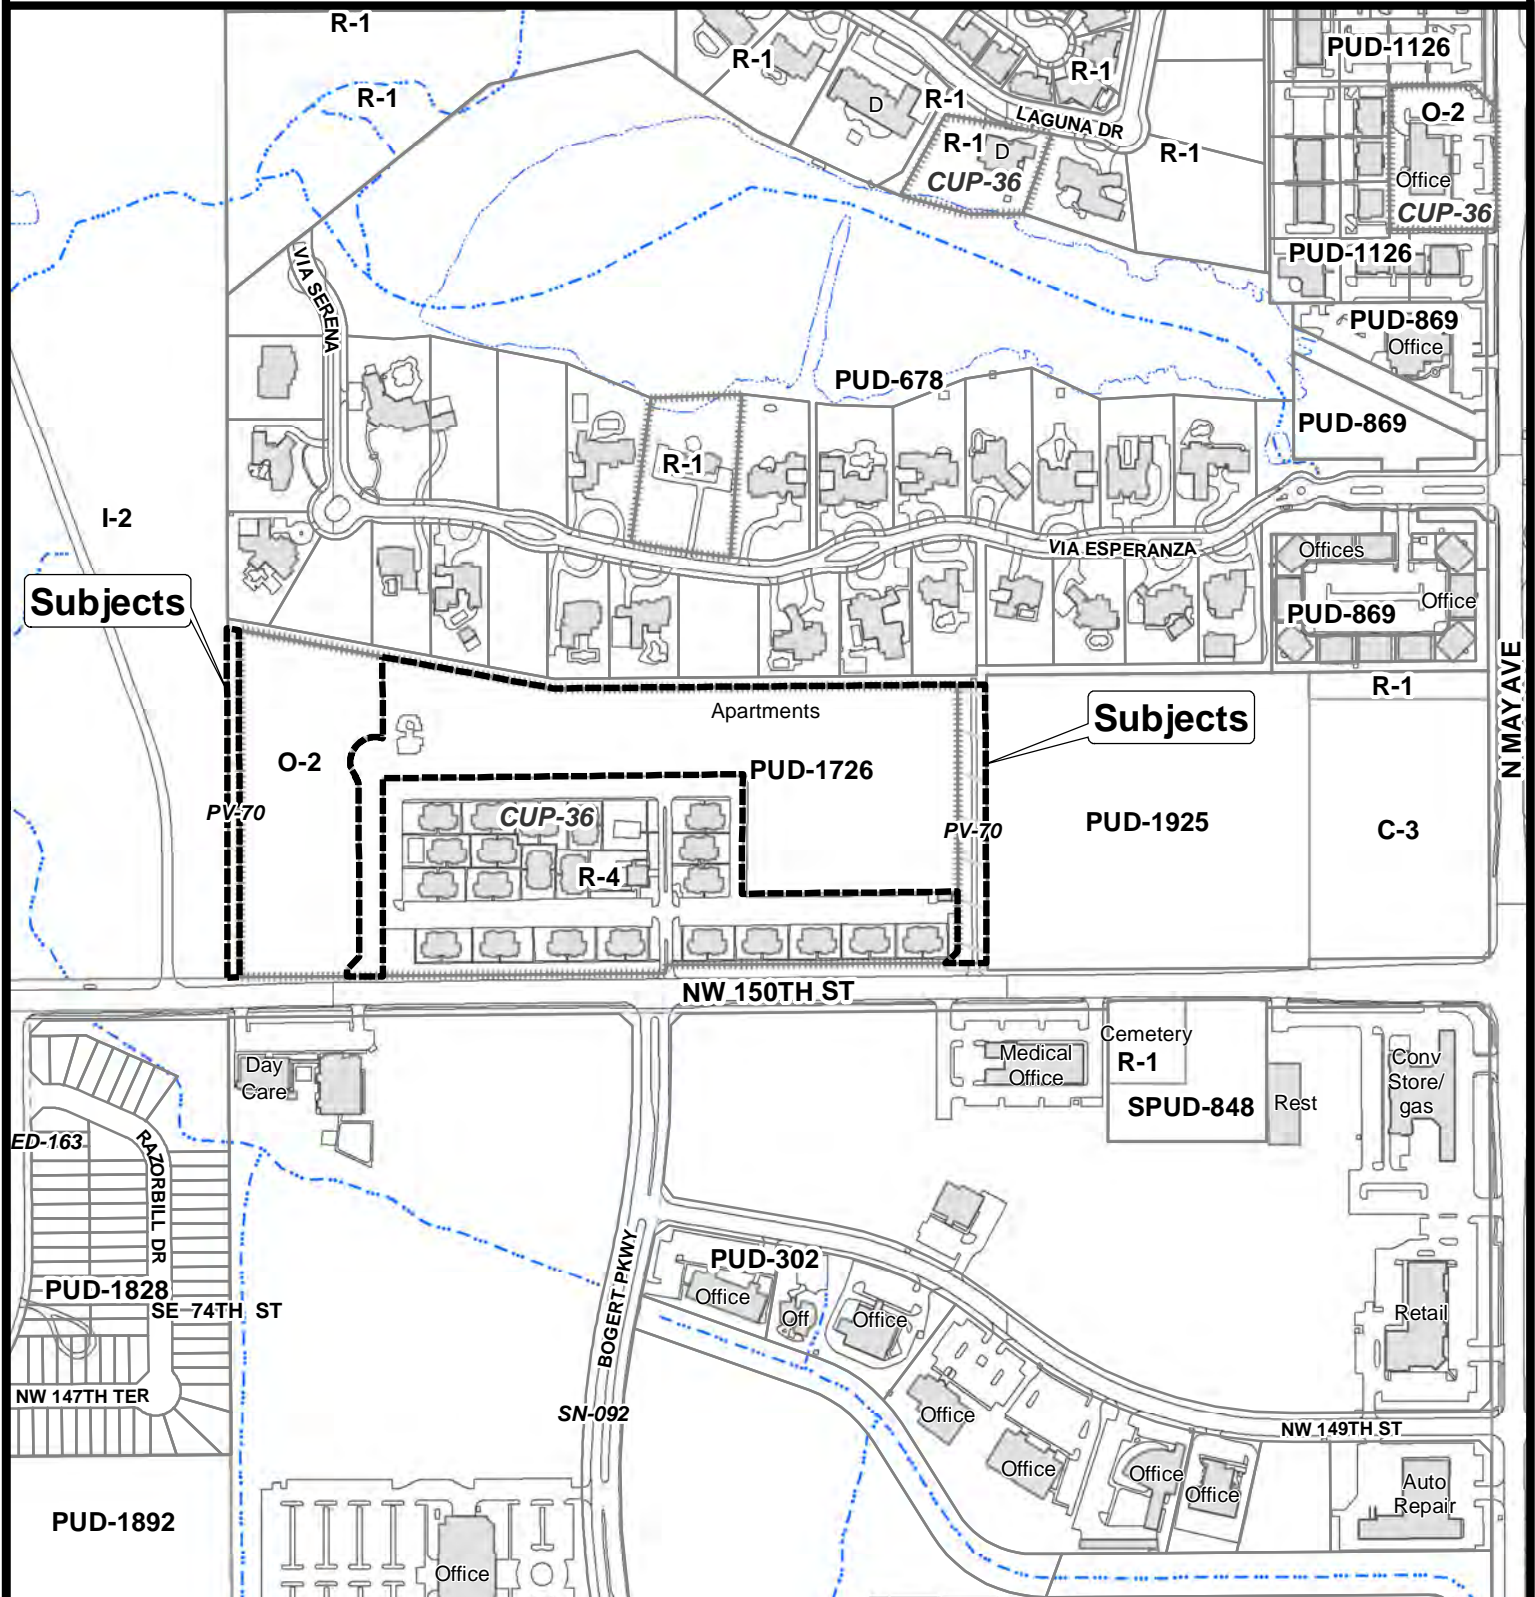 R-1
R-1
R-1
R-1
PUD-1126
R-1
D
R-1
LAGUNA DR
O-2
R-1
D
CUP-36
R-1
Office
CUP-36
PUD-1126
VIA SERENA
PUD-869
Office
PUD-678
PUD-869
R-1
I-2
VIA ESPERANZA
Offices
Subjects
PUD-869
Office
N MAY AVE
R-1
Apartments
Subjects
O-2
PUD-1726
PV-70
CUP-36
PV-70
PUD-1925
C-3
R-4
NW 150TH ST
Day
Care
Medical
Office
Cemetery
R-1
SPUD-848
Rest
Conv
Store/
gas
ED-163
RAZORBILL DR
PUD-1828
SE 74TH ST
BOGERT PKWY
PUD-302
Office
Off
Office
Retail
NW 147TH TER
SN-092
Office
NW 149TH ST
Office
Office
Office
Auto
Repair
PUD-1892
Office